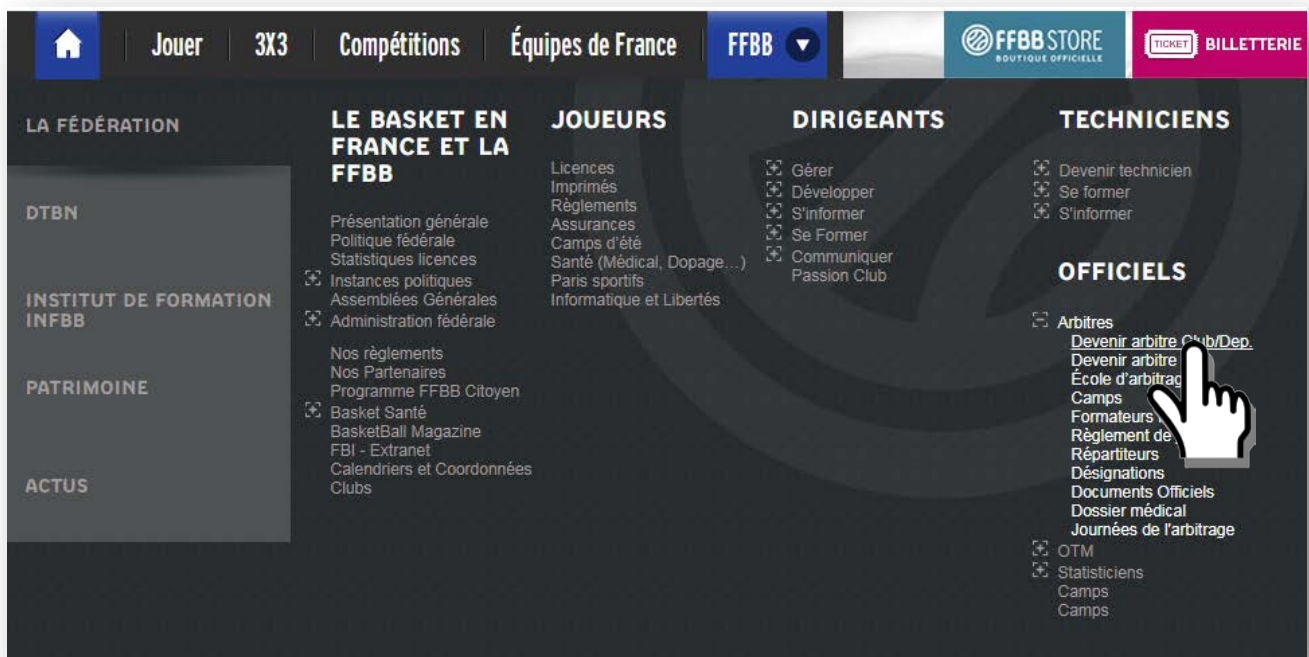 Jouer
3X3
Compétitions
Équipes de France
FFBB
FFBB STORE
BOUTIQUE OFFICIELLE
TICKET
BILLETTERIE
LA FÉDÉRATION
DTBN
INSTITUT DE FORMATION
INFBB
PATRIMOINE
ACTUS
LE BASKET EN
FRANCE ET LA
FFBB
Présentation générale
Politique fédérale
Statistiques licences
Instances politiques
Assemblées Générales
Administration fédérale
Nos règlements
Nos Partenaires
Programme FFBB Citoyen
Basket Santé
BasketBall Magazine
FBI - Extranet
Calendriers et Coordonnées
Clubs
JOUEURS
Licences
Imprimés
Règlements
Assurances
Camps d'été
Santé (Médical, Dopage...)
Paris sportifs
Informatique et Libertés
DIRIGEANTS
Gérer
Développer
S'informer
Se Former
Communiquer
Passion Club
TECHNICIENS
Devenir technicien
Se former
S'informer
OFFICIELS
Arbitres
Devenir arbitre Club/Dep.
Devenir arbitre
École d'arbitrage
Camps
Formateurs
Règlement de
Répartiteurs
Désignations
Documents Officiels
Dossier médical
Journées de l'arbitrage
OTM
Statisticiens
Camps
Camps